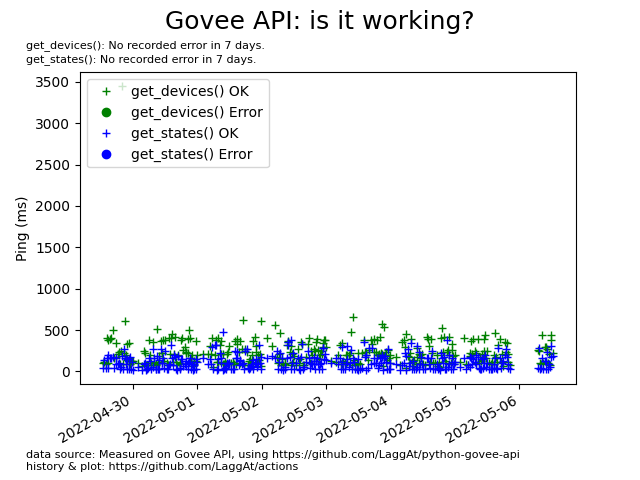 Govee API: is it working?
get_devices(): No recorded error in 7 days.
get_states(): No recorded error in 7 days.
get_devices() OK
get_devices() Error
get_states() OK
get_states() Error
Ping (ms)
3500
3000
2500
2000
1500
1000
500
0
2022-04-30
2022-05-01
2022-05-02
2022-05-03
2022-05-04
2022-05-05
2022-05-06
data source: Measured on Govee API, using https://github.com/LaggAt/python-govee-api
history & plot: https://github.com/LaggAt/actions